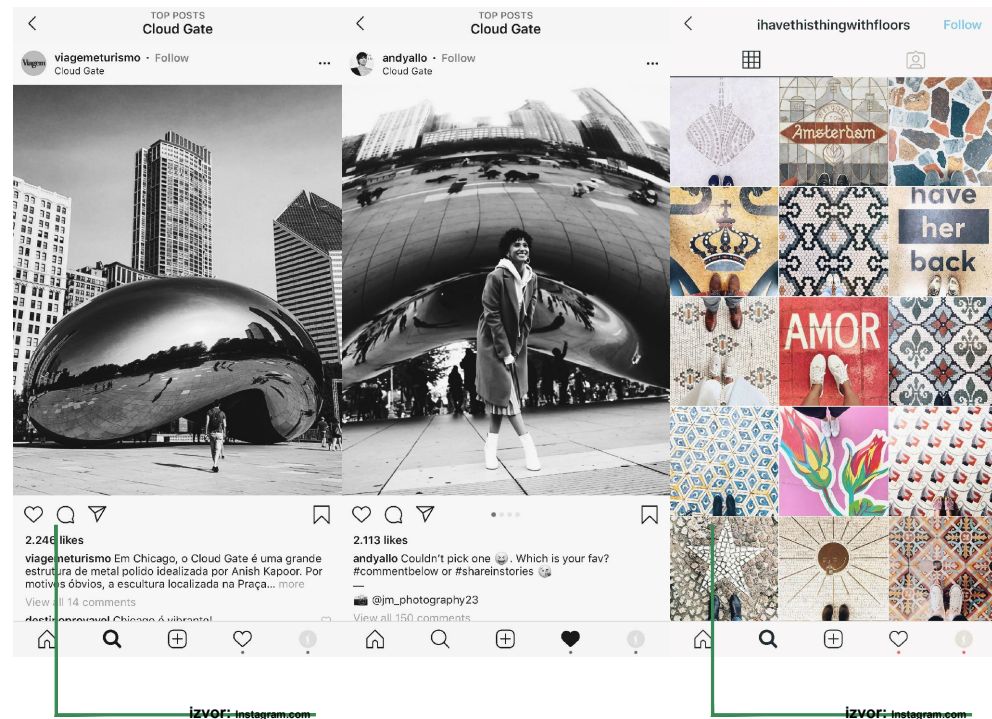 TOP POSTS
Cloud Gate
Viagem
viagemeturismo • Follow
Cloud Gate
2.246 likes
viagemeturismo Em Chicago, o Cloud Gate é uma grande
estrutura de metal polido idealizada por Anish Kapoor. Por
motivos óbvios, a escultura localizada na Praça... more
View all 14 comments
destinoprovavel Chicago é vibrante!
TOP POSTS
Cloud Gate
andyallo • Follow
Cloud Gate
2.113 likes
andyallo Couldn't pick one 😀. Which is your fav?
#commentbelow or #shareinstories 😘
—
📸 @jm_photography23
View all 150 comments
ihavethisthingwithfloors
Follow
Amsterdam
have
her
back
AMOR
izvor: Instagram.com
izvor: Instagram.com